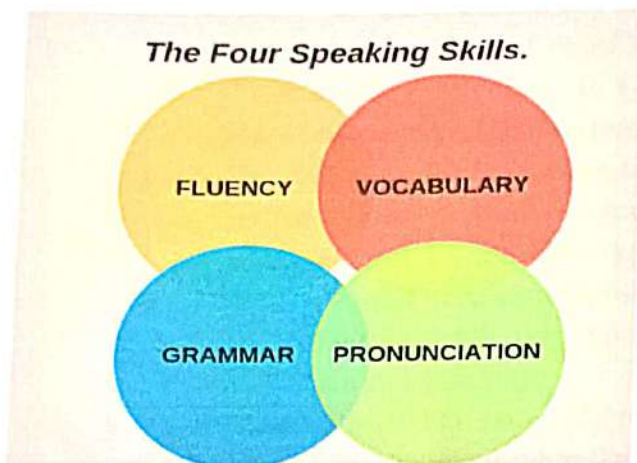 The Four Speaking Skills.
FLUENCY VOCABULARY
GRAMMAR PRONUNCIATION